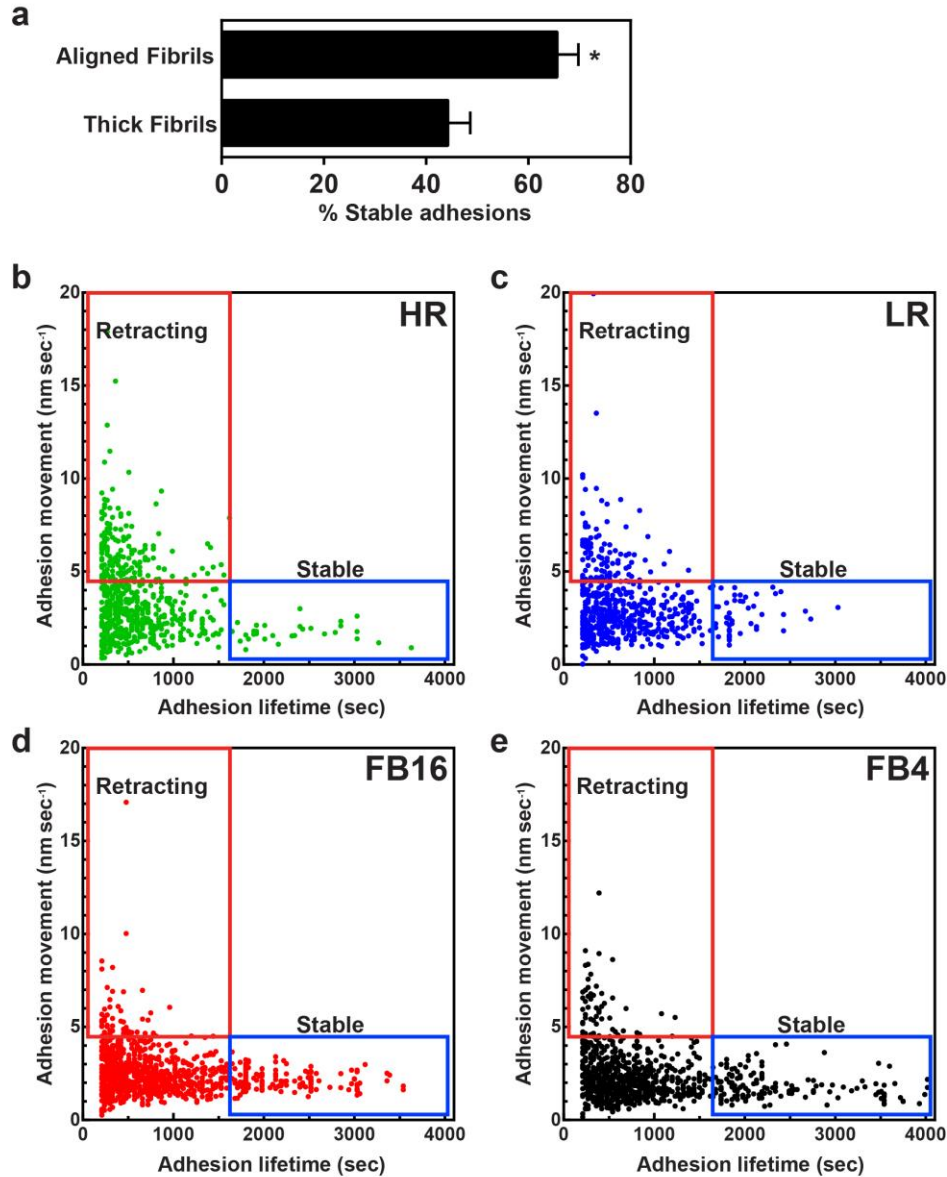 a
Aligned Fibrils
*
Thick Fibrils
0 20 40 60 80
% Stable adhesions
b
HR
Retracting
Stable
20
15
10
5
0
Adhesion movement (nm sec⁻¹)
0 1000 2000 3000 4000
Adhesion lifetime (sec)
c
LR
Retracting
Stable
20
15
10
5
0
Adhesion movement (nm sec⁻¹)
0 1000 2000 3000 4000
Adhesion lifetime (sec)
d
FB16
Retracting
Stable
20
15
10
5
0
Adhesion movement (nm sec⁻¹)
0 1000 2000 3000 4000
Adhesion lifetime (sec)
e
FB4
Retracting
Stable
20
15
10
5
0
Adhesion movement (nm sec⁻¹)
0 1000 2000 3000 4000
Adhesion lifetime (sec)